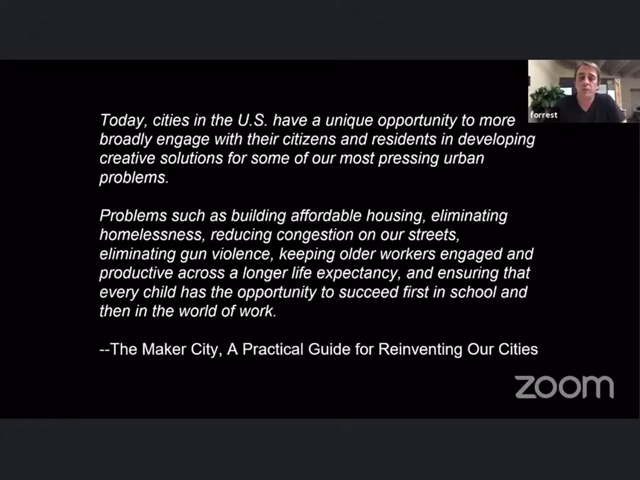 forrest
Today, cities in the U.S. have a unique opportunity to more
broadly engage with their citizens and residents in developing
creative solutions for some of our most pressing urban
problems.
Problems such as building affordable housing, eliminating
homelessness, reducing congestion on our streets,
eliminating gun violence, keeping older workers engaged and
productive across a longer life expectancy, and ensuring that
every child has the opportunity to succeed first in school and
then in the world of work.
--The Maker City, A Practical Guide for Reinventing Our Cities
zoom